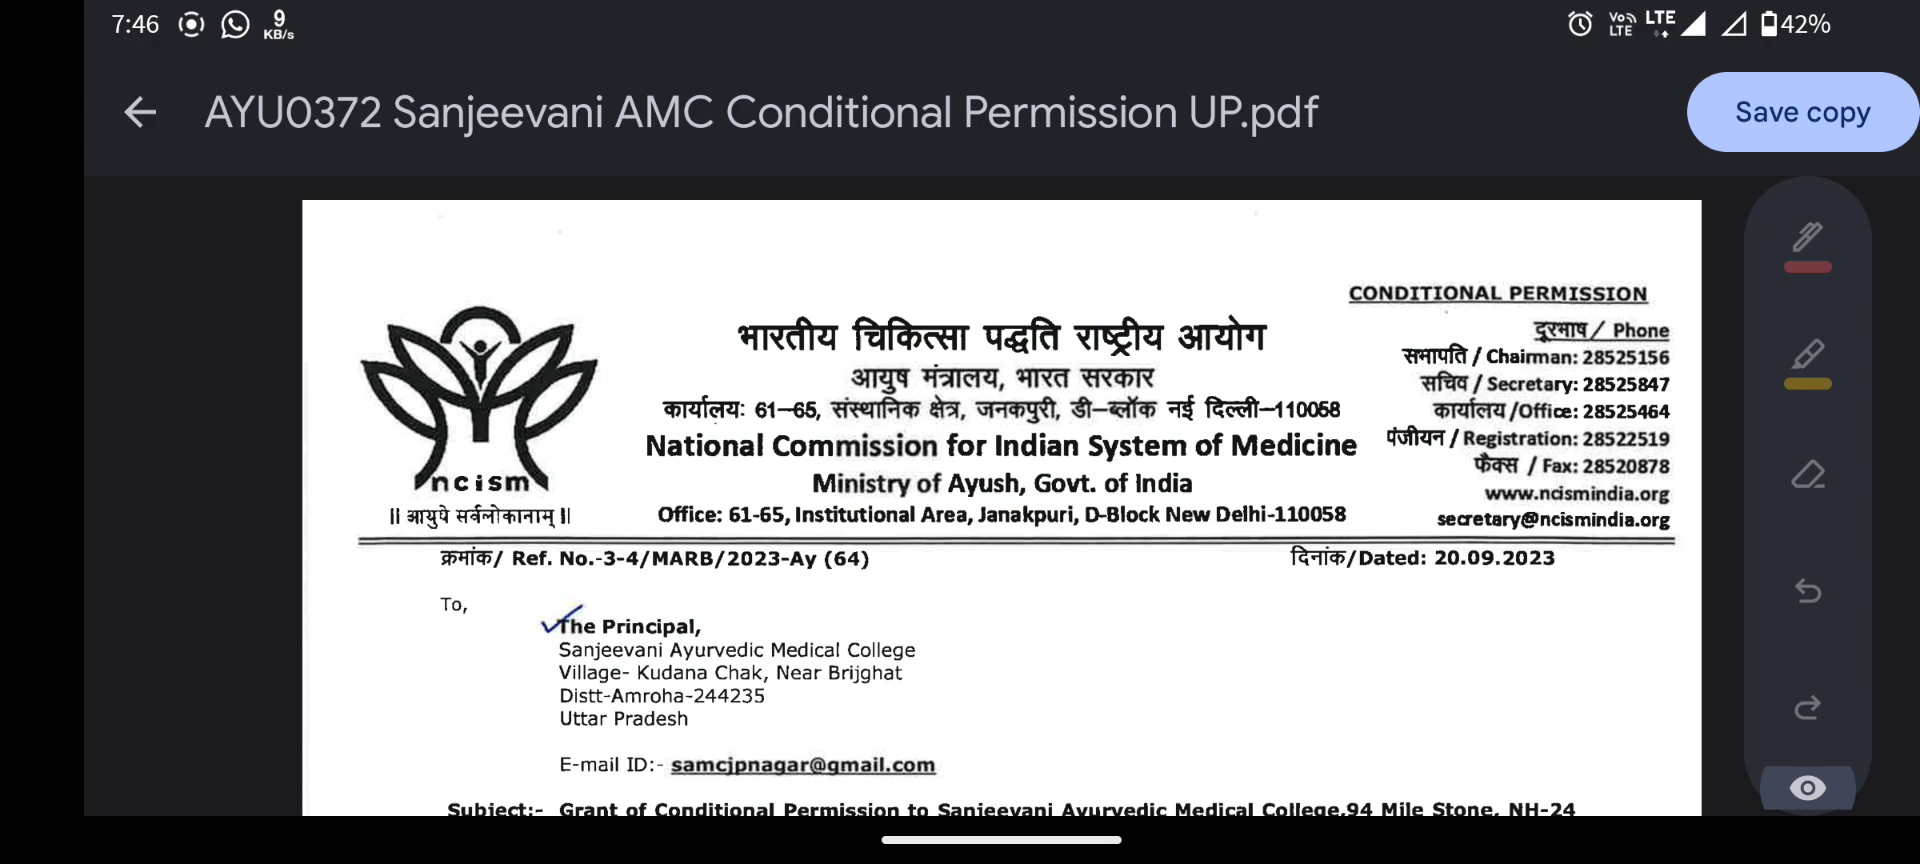 7:46 9 KB/s Vo LTE LTE 42%
AYU0372 Sanjeevani AMC Conditional Permission UP.pdf
Save copy
CONDITIONAL PERMISSION
दूरभाष / Phone
सभापति / Chairman: 28525156
सचिव / Secretary: 28525847
कार्यालय /Office: 28525464
पंजीयन / Registration: 28522519
फैक्स / Fax: 28520878
www.ncismindia.org
secretary@ncismindia.org
भारतीय चिकित्सा पद्धति राष्ट्रीय आयोग
आयुष मंत्रालय, भारत सरकार
कार्यालयः 61–65, संस्थानिक क्षेत्र, जनकपुरी, डी–ब्लॉक नई दिल्ली–110058
National Commission for Indian System of Medicine
Ministry of Ayush, Govt. of India
Office: 61-65, Institutional Area, Janakpuri, D-Block New Delhi-110058
ncism
|| आयुषे सर्वलोकानाम् ||
क्रमांक/ Ref. No.-3-4/MARB/2023-Ay (64) दिनांक/Dated: 20.09.2023
To,
The Principal,
Sanjeevani Ayurvedic Medical College
Village- Kudana Chak, Near Brijghat
Distt-Amroha-244235
Uttar Pradesh
E-mail ID:- samcjpnagar@gmail.com
Subject:- Grant of Conditional Permission to Sanjeevani Ayurvedic Medical College,94 Mile Stone, NH-24